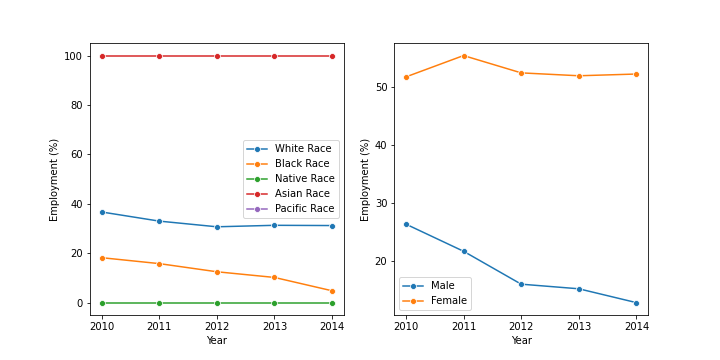 100
80
60
40
20
0
Employment (%)
White Race
Black Race
Native Race
Asian Race
Pacific Race
2010 2011 2012 2013 2014
Year
50
40
30
20
Employment (%)
Male
Female
2010 2011 2012 2013 2014
Year